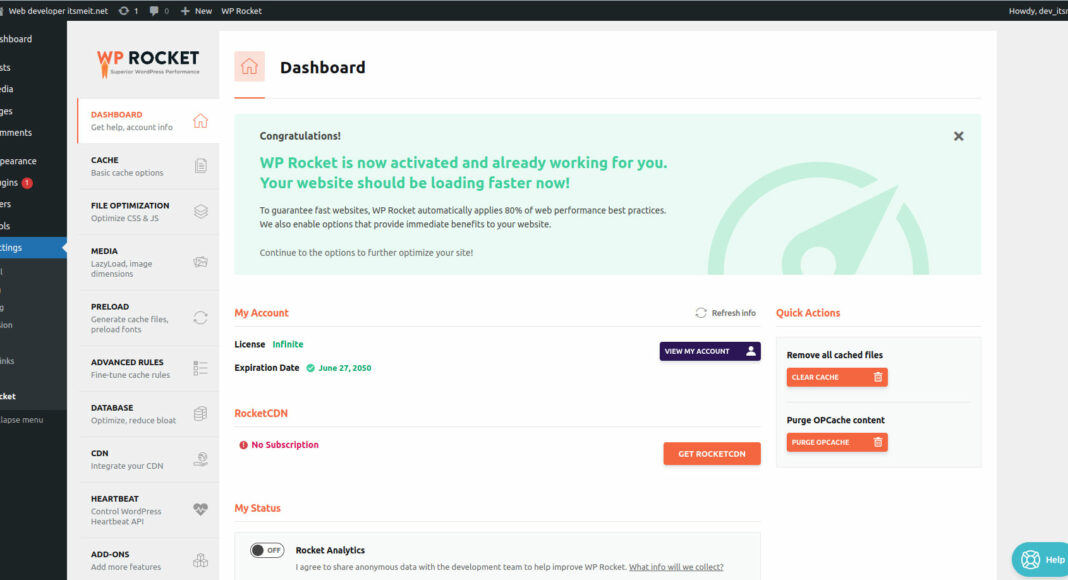 Web developer itsmeit.net 1 0 + New WP Rocket Howdy, dev_its
shboard
sts
edia
ges
mments
pearance
ugins 1
ers
ols
ttings
l
g
sion
inks
cket
llapse menu
WP ROCKET
Superior WordPress Performance
DASHBOARD
Get help, account info
CACHE
Basic cache options
FILE OPTIMIZATION
Optimize CSS & JS
MEDIA
LazyLoad, image
dimensions
PRELOAD
Generate cache files,
preload fonts
ADVANCED RULES
Fine-tune cache rules
DATABASE
Optimize, reduce bloat
CDN
Integrate your CDN
HEARTBEAT
Control WordPress
Heartbeat API
ADD-ONS
Add more features
Dashboard
Congratulations!
WP Rocket is now activated and already working for you.
Your website should be loading faster now!
To guarantee fast websites, WP Rocket automatically applies 80% of web performance best practices.
We also enable options that provide immediate benefits to your website.
Continue to the options to further optimize your site!
My Account
Refresh info
License Infinite
VIEW MY ACCOUNT
Expiration Date June 27, 2050
RocketCDN
No Subscription
GET ROCKETCDN
My Status
OFF
Rocket Analytics
I agree to share anonymous data with the development team to help improve WP Rocket. What info will we collect?
Quick Actions
Remove all cached files
CLEAR CACHE
Purge OPCache content
PURGE OPCACHE
Help